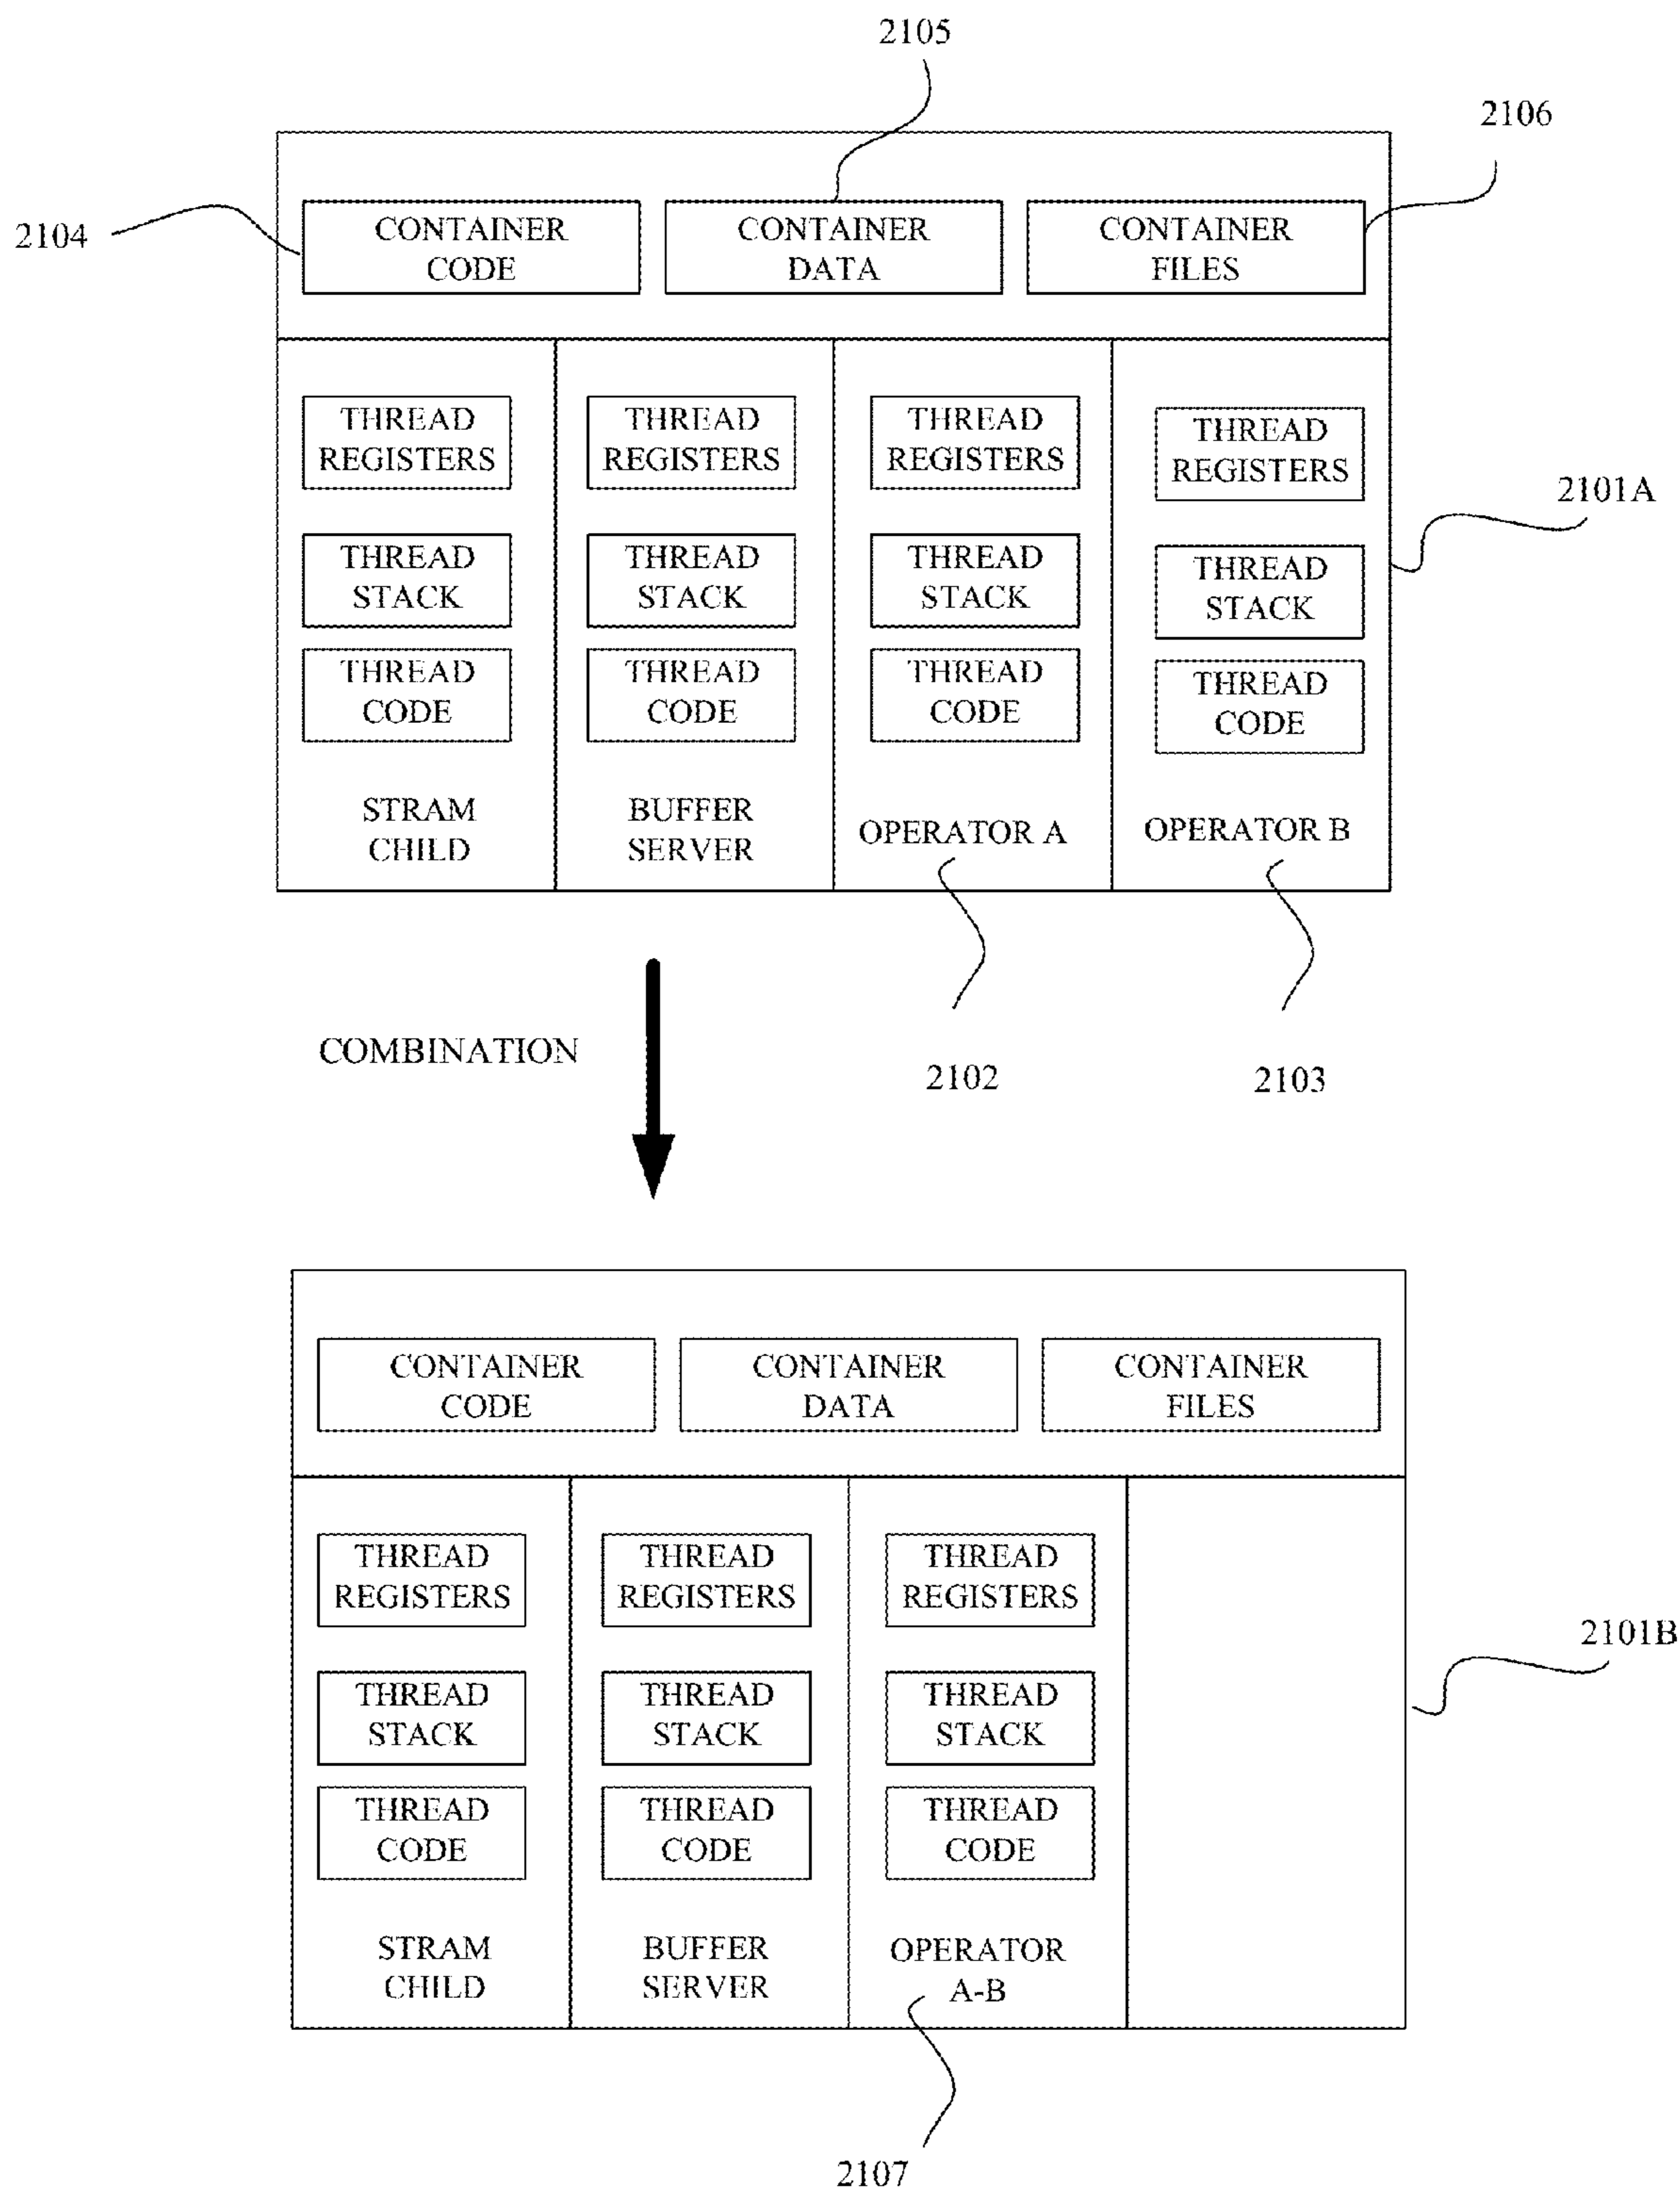 2105
2106
2104
CONTAINER
CODE
CONTAINER
DATA
CONTAINER
FILES
THREAD
REGISTERS
THREAD
STACK
THREAD
CODE
STRAM
CHILD
THREAD
REGISTERS
THREAD
STACK
THREAD
CODE
BUFFER
SERVER
THREAD
REGISTERS
THREAD
STACK
THREAD
CODE
OPERATOR A
THREAD
REGISTERS
THREAD
STACK
THREAD
CODE
OPERATOR B
2101A
2102
2103
COMBINATION
CONTAINER
CODE
CONTAINER
DATA
CONTAINER
FILES
THREAD
REGISTERS
THREAD
STACK
THREAD
CODE
STRAM
CHILD
THREAD
REGISTERS
THREAD
STACK
THREAD
CODE
BUFFER
SERVER
THREAD
REGISTERS
THREAD
STACK
THREAD
CODE
OPERATOR
A-B
2101B
2107